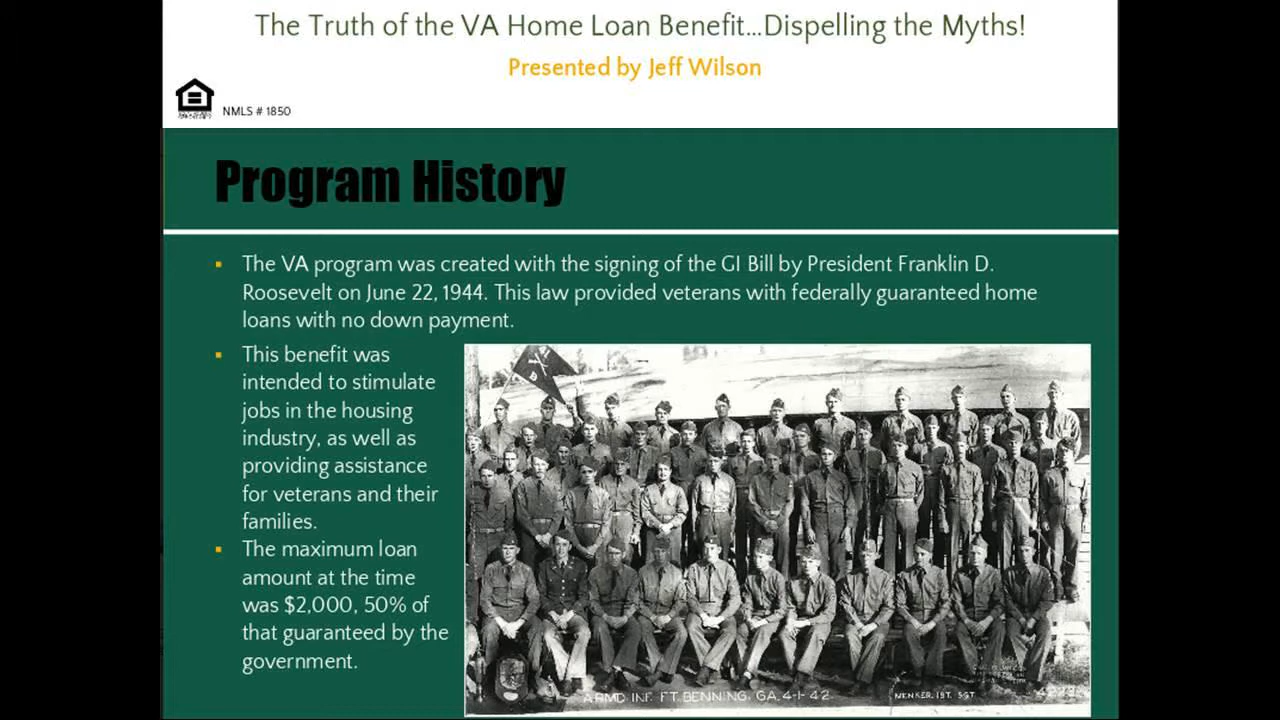 The Truth of the VA Home Loan Benefit...Dispelling the Myths!
Presented by Jeff Wilson
NMLS # 1850
Program History
The VA program was created with the signing of the GI Bill by President Franklin D.
Roosevelt on June 22, 1944. This law provided veterans with federally guaranteed home
loans with no down payment.
This benefit was
intended to stimulate
jobs in the housing
industry, as well as
providing assistance
for veterans and their
families.
The maximum loan
amount at the time
was $2,000, 50% of
that guaranteed by the
government.
ARMD. INF. FT. BENNING, GA. 4-1-42
MENKER, 1ST. SGT